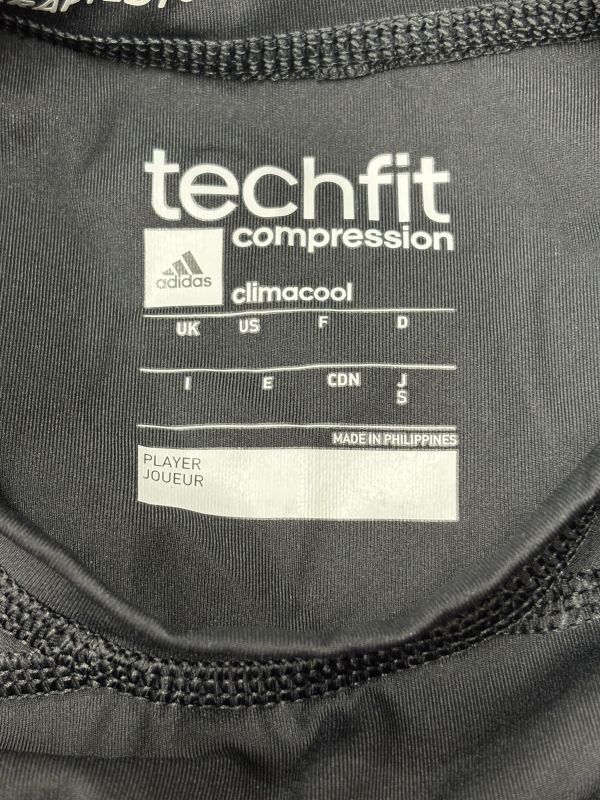 techfit
compression
adidas
climacool
UK US F D
I E CDN J
S
MADE IN PHILIPPINES
PLAYER
JOUEUR